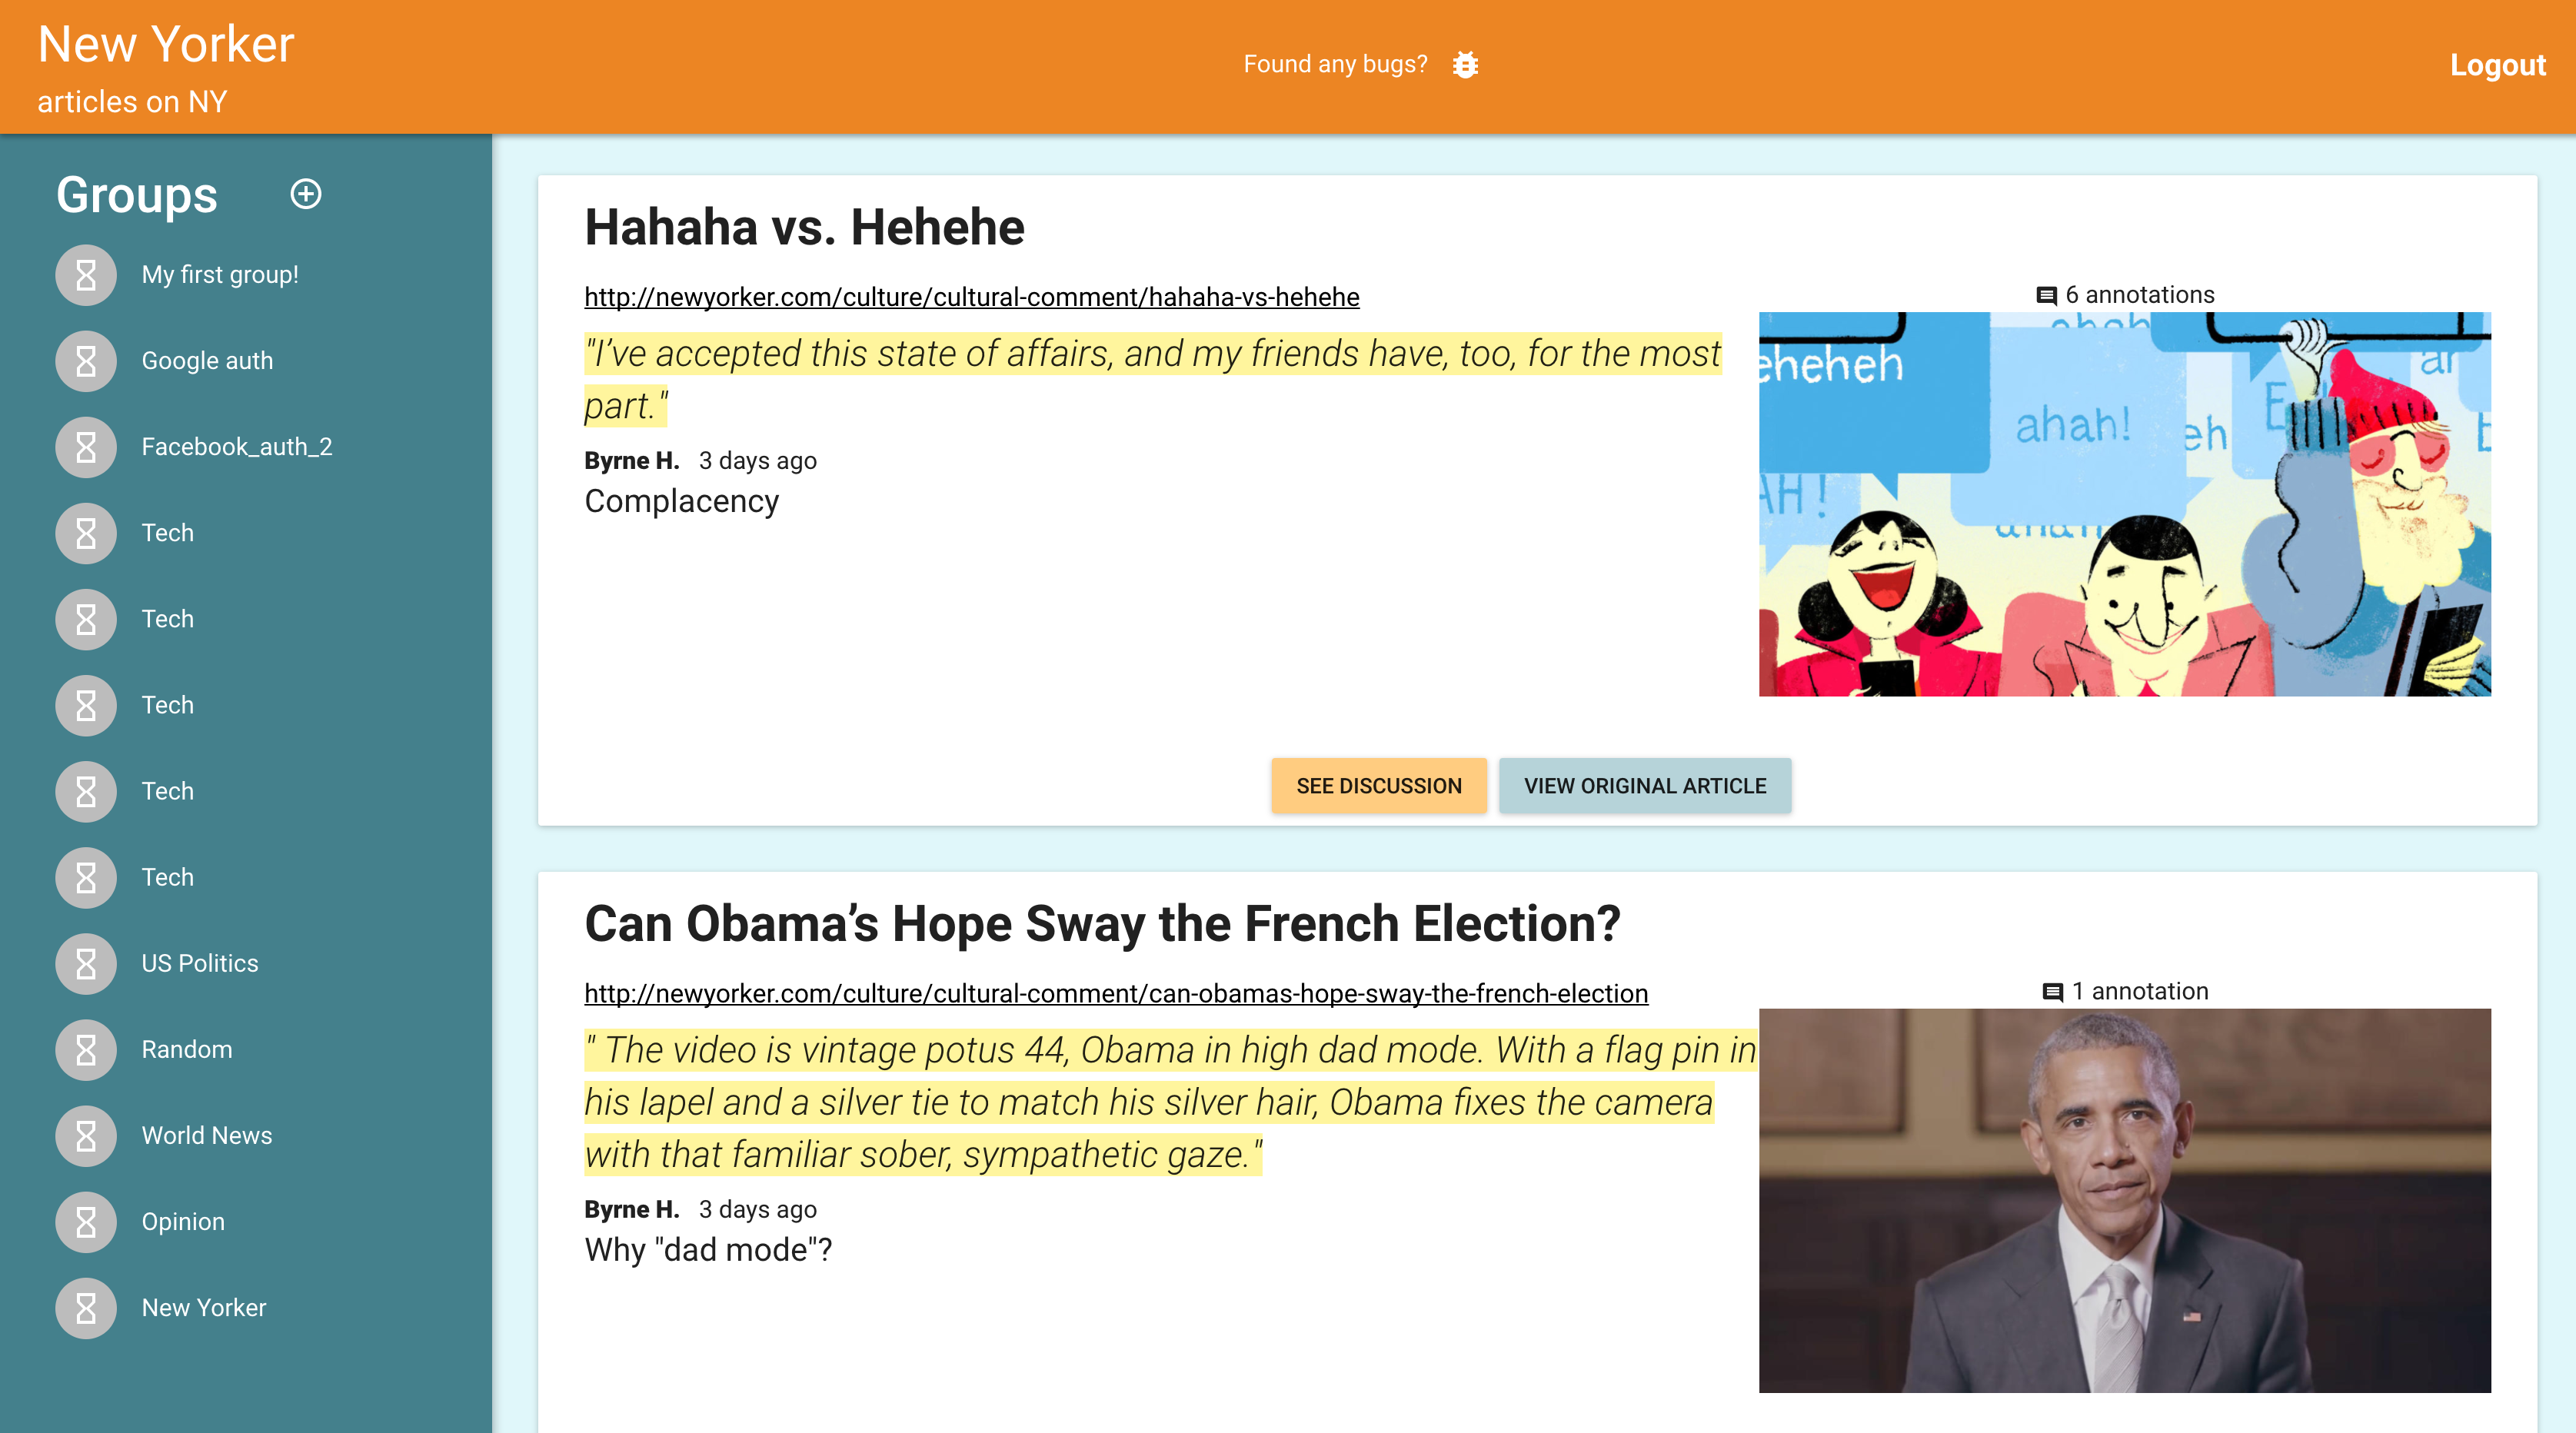 New Yorker
articles on NY
Found any bugs?
Logout
Groups
My first group!
Google auth
Facebook_auth_2
Tech
Tech
Tech
Tech
Tech
US Politics
Random
World News
Opinion
New Yorker
Hahaha vs. Hehehe
http://newyorker.com/culture/cultural-comment/hahaha-vs-hehehe
"I’ve accepted this state of affairs, and my friends have, too, for the most
part."
Byrne H. 3 days ago
Complacency
6 annotations
eheheh
ahah!
eh
AH!
SEE DISCUSSION
VIEW ORIGINAL ARTICLE
Can Obama’s Hope Sway the French Election?
http://newyorker.com/culture/cultural-comment/can-obamas-hope-sway-the-french-election
" The video is vintage potus 44, Obama in high dad mode. With a flag pin in
his lapel and a silver tie to match his silver hair, Obama fixes the camera
with that familiar sober, sympathetic gaze."
Byrne H. 3 days ago
Why "dad mode"?
1 annotation